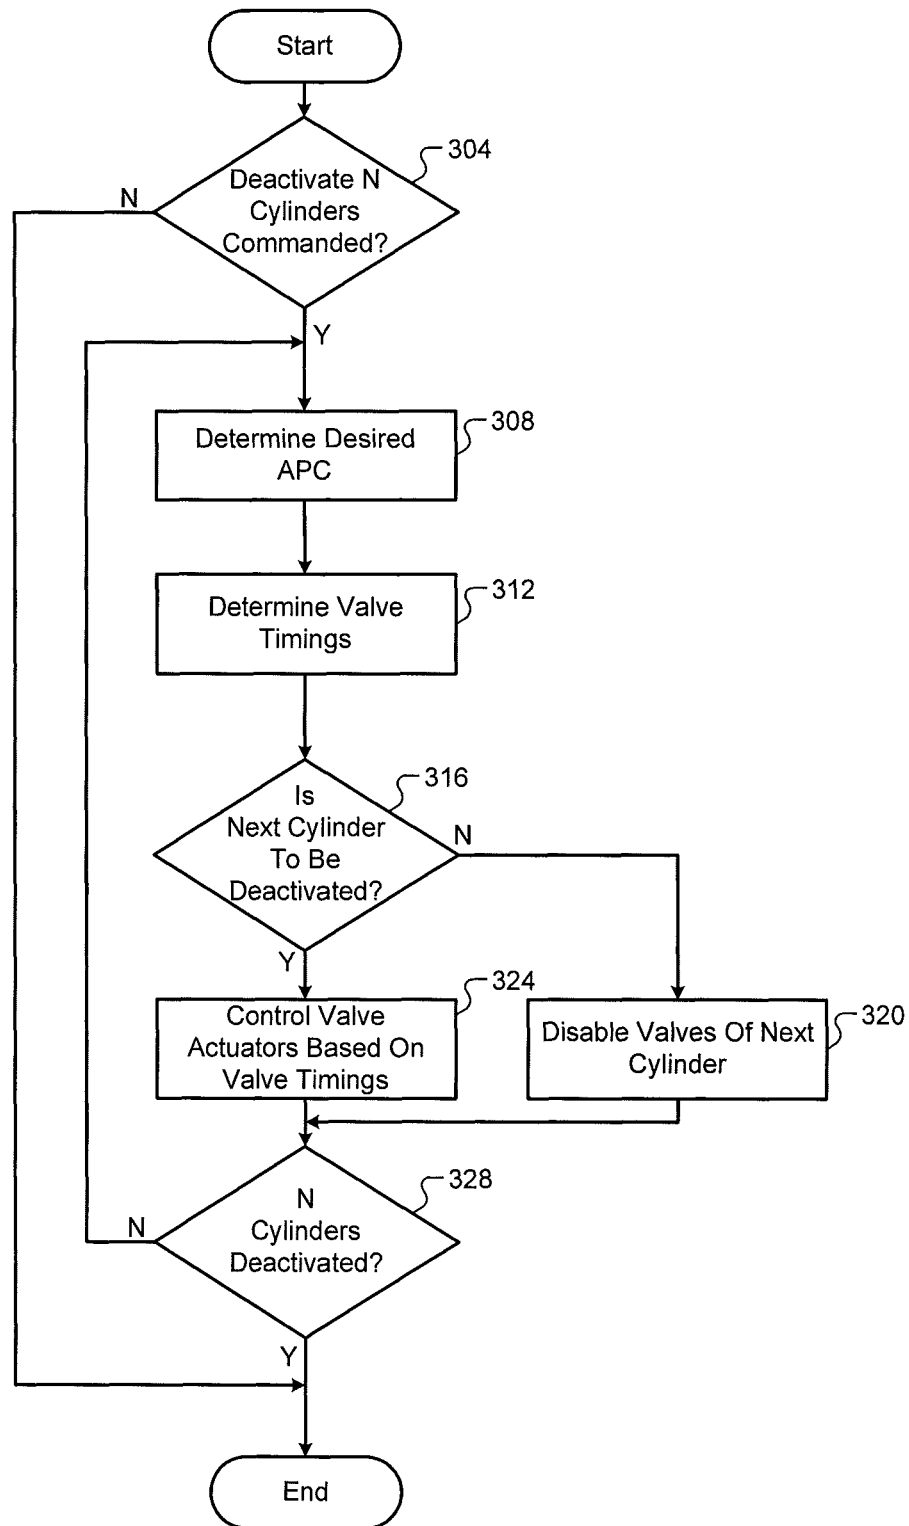 Start
304
Deactivate N
Cylinders
Commanded?
N
Y
308
Determine Desired
APC
312
Determine Valve
Timings
316
Is
Next Cylinder
To Be
Deactivated?
N
Y
324
Control Valve
Actuators Based On
Valve Timings
320
Disable Valves Of Next
Cylinder
328
N
Cylinders
Deactivated?
N
Y
End